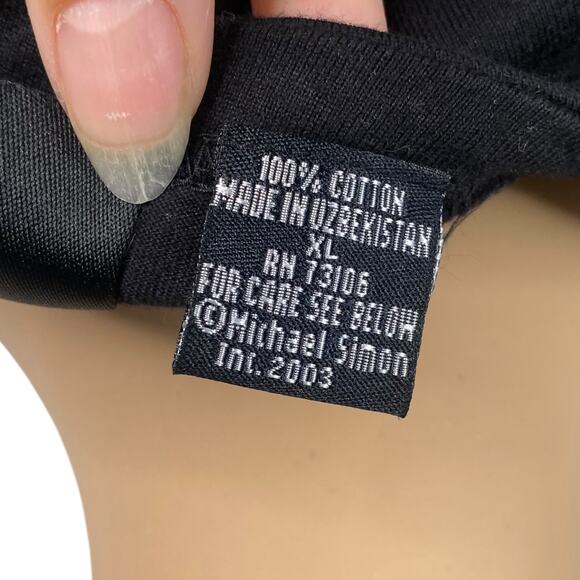 100% COTTON
MADE IN UZBEKISTAN
XL
RN 73106
FOR CARE SEE BELOW
©Michael Simon
Int. 2003